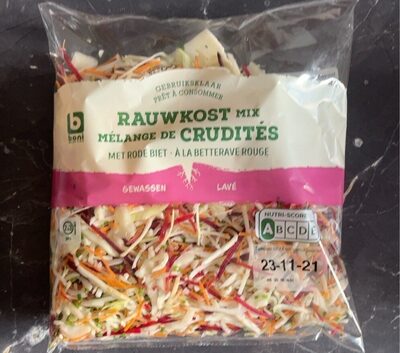 GEBRUIKSKLAAR
PRÊT À CONSOMMER
b
boni
RAUWKOST MIX
MÉLANGE DE CRUDITÉS
MET RODE BIET - À LA BETTERAVE ROUGE
GEWASSEN LAVÉ
NUTRI-SCORE
A B C D E
23-11-21